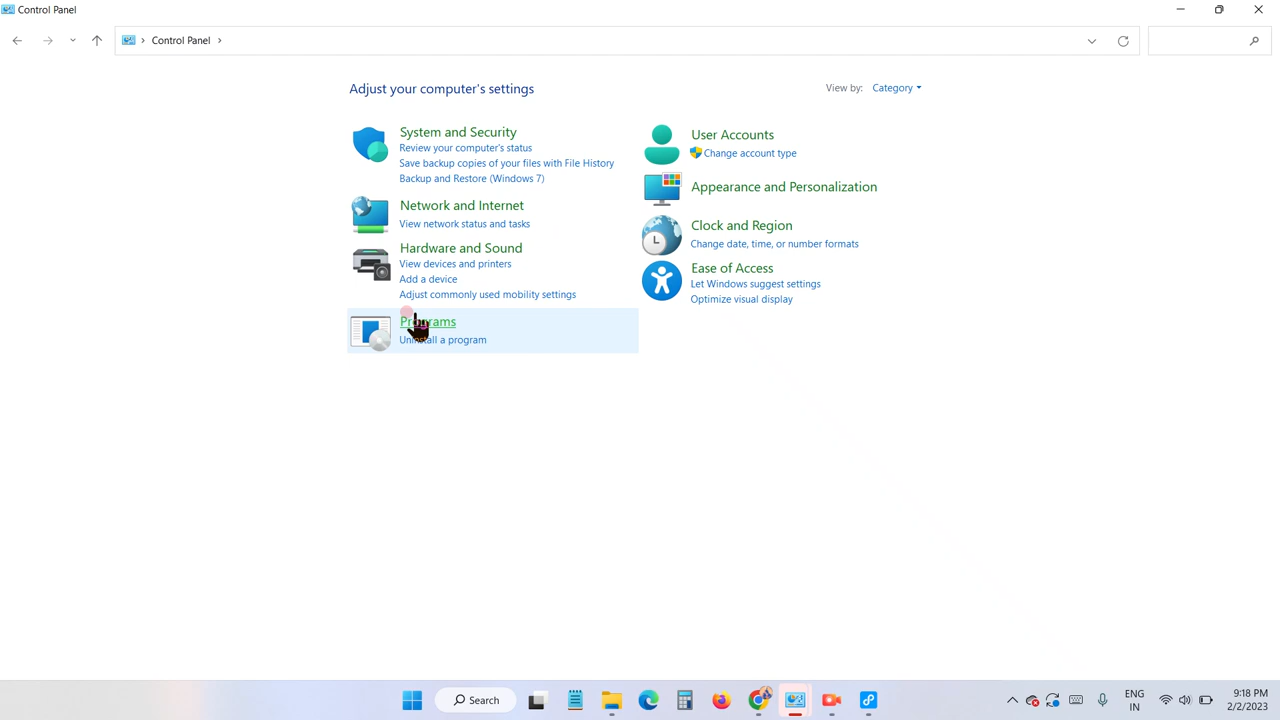 Control Panel
Control Panel
Adjust your computer's settings
View by: Category
System and Security
Review your computer's status
Save backup copies of your files with File History
Backup and Restore (Windows 7)
Network and Internet
View network status and tasks
Hardware and Sound
View devices and printers
Add a device
Adjust commonly used mobility settings
Programs
Uninstall a program
User Accounts
Change account type
Appearance and Personalization
Clock and Region
Change date, time, or number formats
Ease of Access
Let Windows suggest settings
Optimize visual display
Search
ENG
IN
9:18 PM
2/2/2023